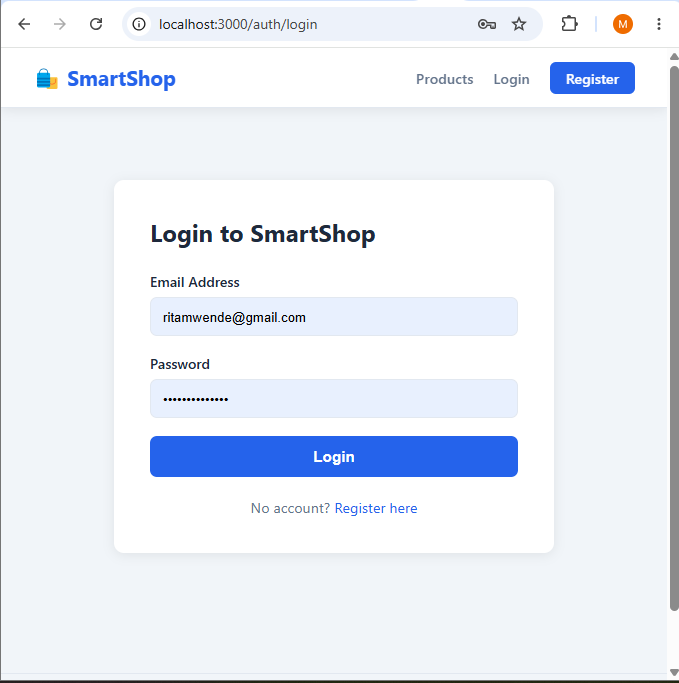 localhost:3000/auth/login
M
SmartShop
Products Login Register
Login to SmartShop
Email Address
ritamwende@gmail.com
Password
••••••••••••••
Login
No account? Register here